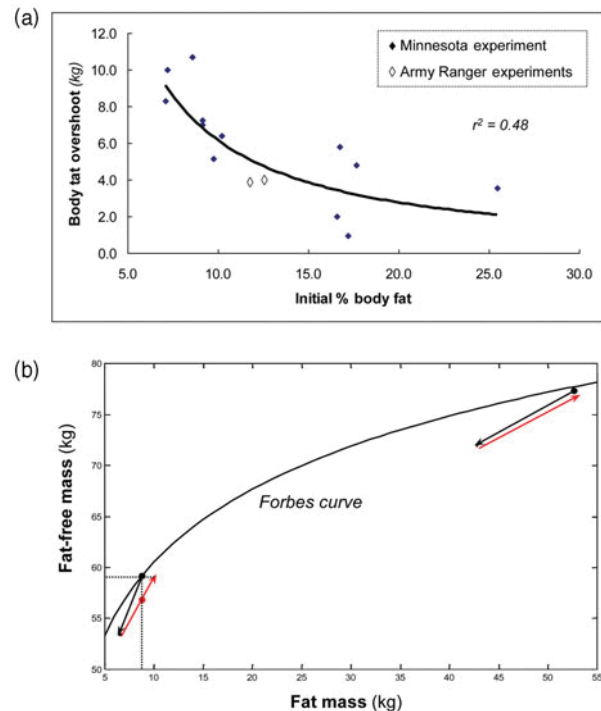 (a)
12.0
10.0
8.0
6.0
4.0
2.0
0.0
Body tat overshoot (kg)
Minnesota experiment
Army Ranger experiments
r² = 0.48
5.0 10.0 15.0 20.0 25.0 30.0
Initial % body fat
(b)
80
75
70
65
60
55
50
Fat-free mass (kg)
Forbes curve
5 10 15 20 25 30 35 40 45 50 55
Fat mass (kg)